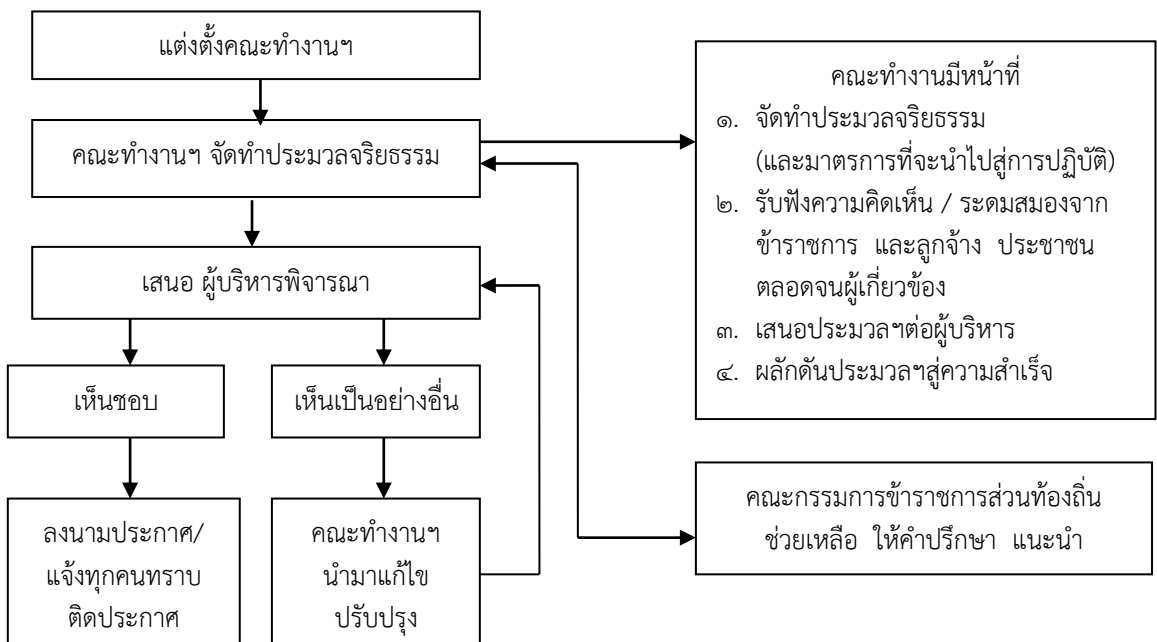 แต่งตั้งคณะทำงานฯ
คณะทำงานฯ จัดทำประมวลจริยธรรม
เสนอ ผู้บริหารพิจารณา
เห็นชอบ
เห็นเป็นอย่างอื่น
ลงนามประกาศ/
แจ้งทุกคนทราบ
ติดประกาศ
คณะทำงานฯ
นำมาแก้ไข
ปรับปรุง
คณะทำงานมีหน้าที่
๑. จัดทำประมวลจริยธรรม
(และมาตรการที่จะนำไปสู่การปฏิบัติ)
๒. รับฟังความคิดเห็น / ระดมสมองจาก
ข้าราชการ และลูกจ้าง ประชาชน
ตลอดจนผู้เกี่ยวข้อง
๓. เสนอประมวลฯต่อผู้บริหาร
๔. ผลักดันประมวลฯสู่ความสำเร็จ
คณะกรรมการข้าราชการส่วนท้องถิ่น
ช่วยเหลือ ให้คำปรึกษา แนะนำ